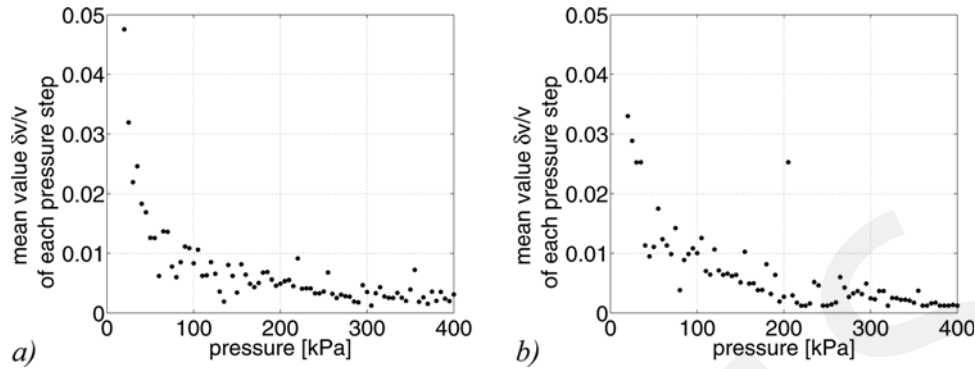 0.05
0.04
0.03
0.02
0.01
0
mean value δv/v
of each pressure step
0 100 200 300 400
pressure [kPa]
a)
0.05
0.04
0.03
0.02
0.01
0
mean value δv/v
of each pressure step
0 100 200 300 400
pressure [kPa]
b)